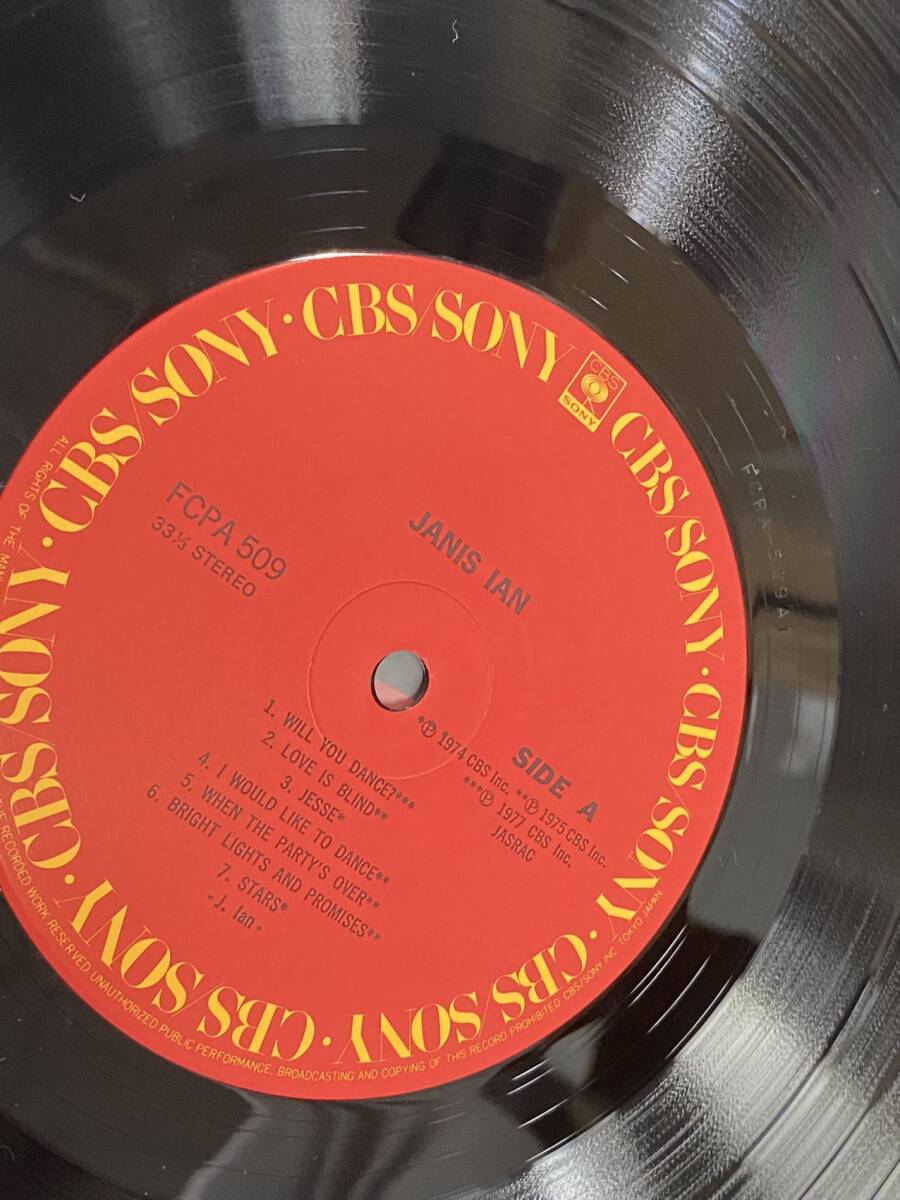 CBS/SONY · CBS/SONY · CBS/SONY · CBS/SONY
CBS/SONY · CBS/SONY · CBS/SONY · CBS/SONY
CBS
SONY
JANIS IAN
FCPA 509
33⅓ STEREO
SIDE A
*℗ 1974 CBS Inc. **℗ 1975 CBS Inc.
***℗ 1977 CBS Inc.
JASRAC
1. WILL YOU DANCE?***
2. LOVE IS BLIND**
3. JESSE*
4. I WOULD LIKE TO DANCE**
5. WHEN THE PARTY'S OVER**
6. BRIGHT LIGHTS AND PROMISES**
7. STARS*
•J. Ian•
ALL RIGHTS OF THE
RECORDED WORK RESERVED. UNAUTHORIZED PUBLIC PERFORMANCE, BROADCASTING AND COPYING OF THIS RECORD PROHIBITED CBS/SONY INC. TOKYO JAPAN